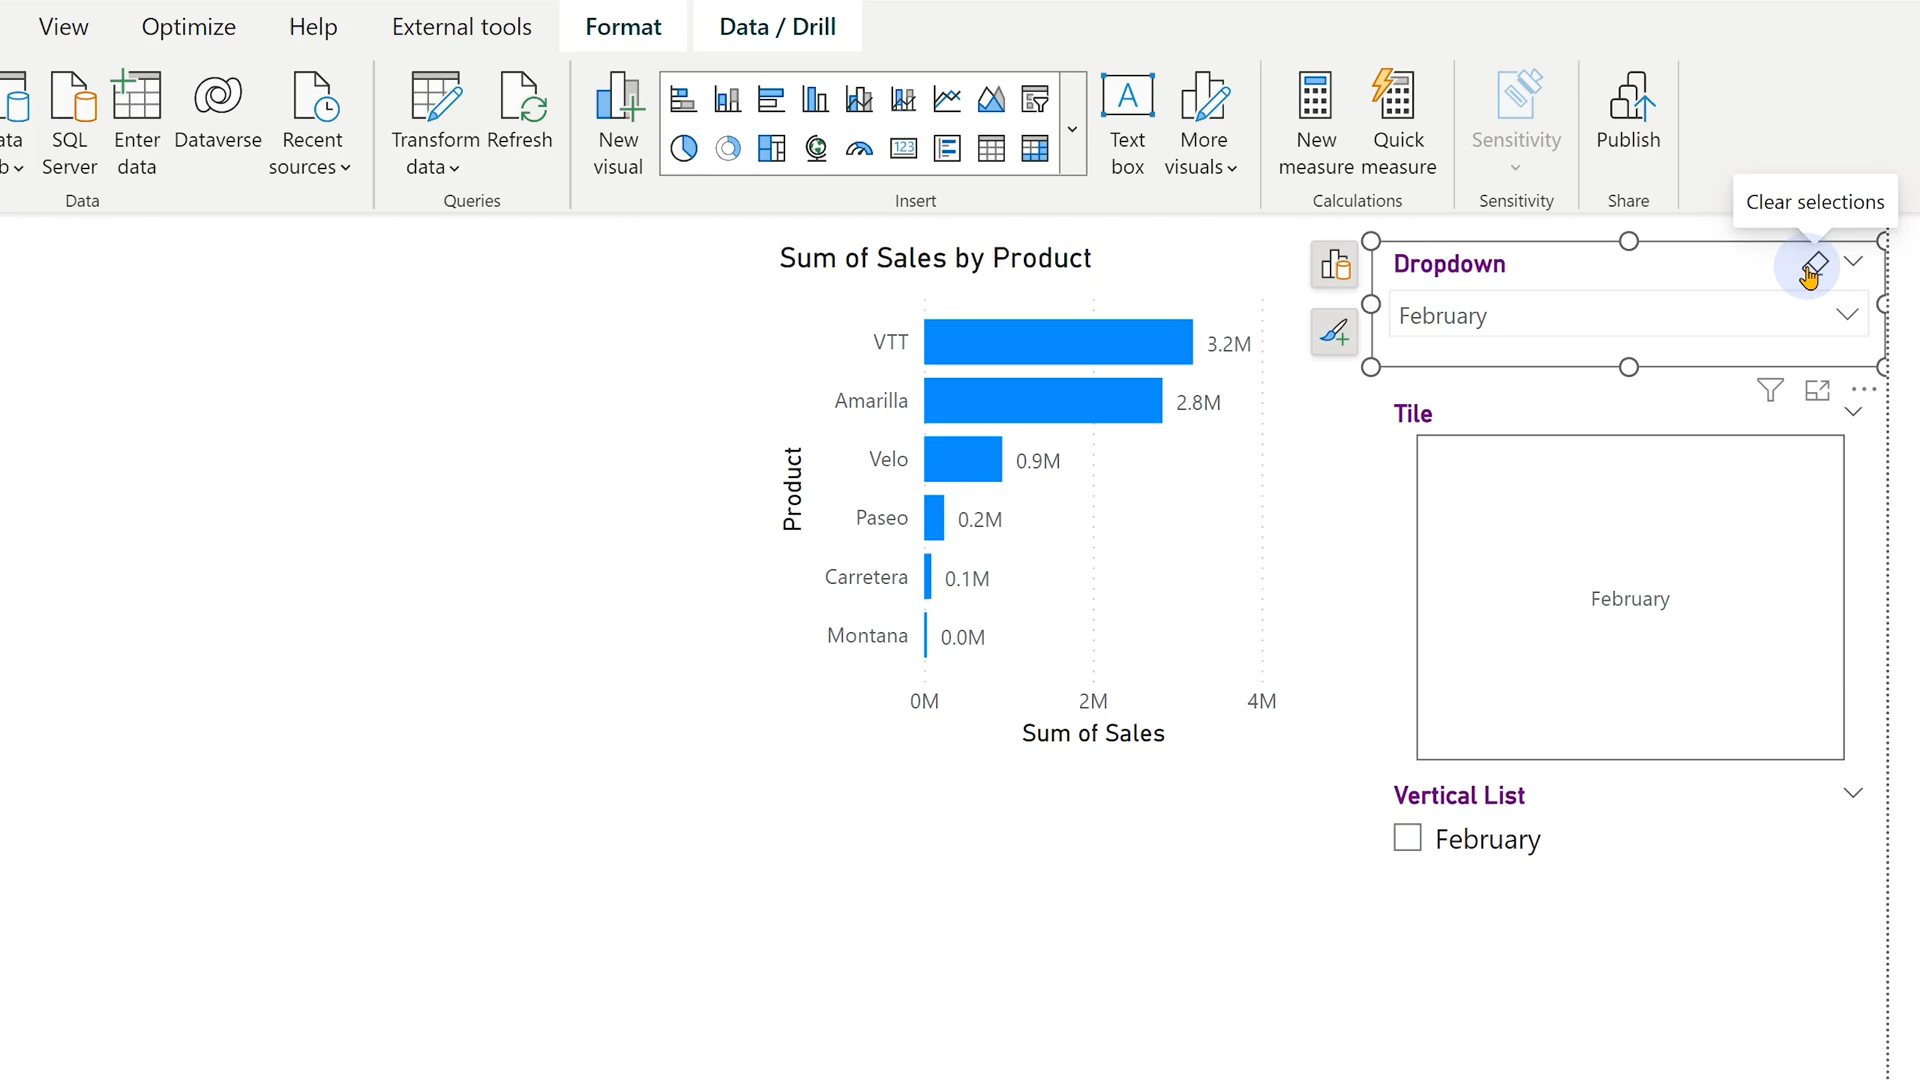 View Optimize Help External tools Format Data / Drill
ata SQL Enter Dataverse Recent Transform Refresh New Text More New Quick Sensitivity Publish
b Server data sources data visual 123 A box visuals measure measure
Data Queries Insert Calculations Sensitivity Share
Clear selections
Sum of Sales by Product
Dropdown
February
VTT 3.2M
Amarilla 2.8M
Velo 0.9M
Paseo 0.2M
Carretera 0.1M
Montana 0.0M
Product
0M 2M 4M
Sum of Sales
Tile
February
Vertical List
February